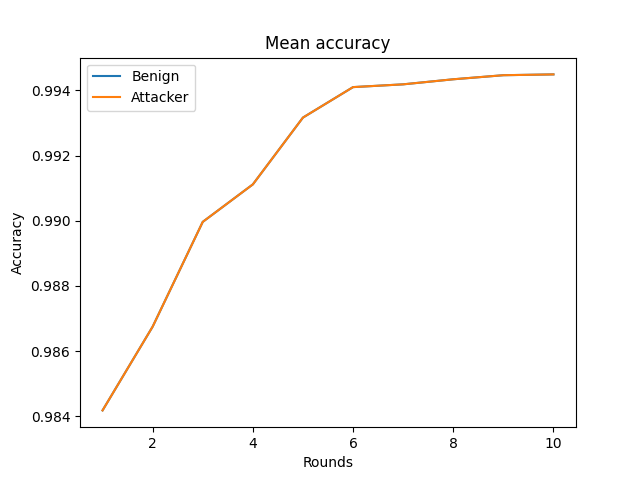 Mean accuracy
Benign
Attacker
0.994
0.992
0.990
0.988
0.986
0.984
Accuracy
2 4 6 8 10
Rounds